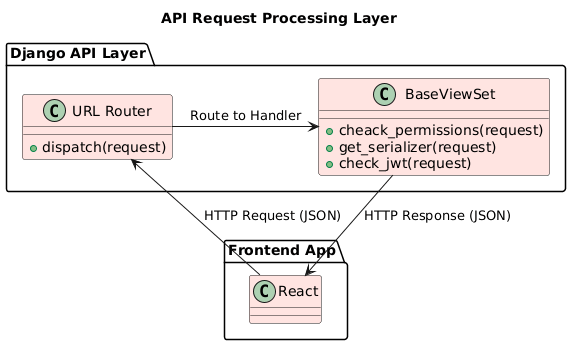 API Request Processing Layer
Django API Layer
C URL Router
dispatch(request)
Route to Handler
C BaseViewSet
cheack_permissions(request)
get_serializer(request)
check_jwt(request)
HTTP Request (JSON)
HTTP Response (JSON)
Frontend App
C React